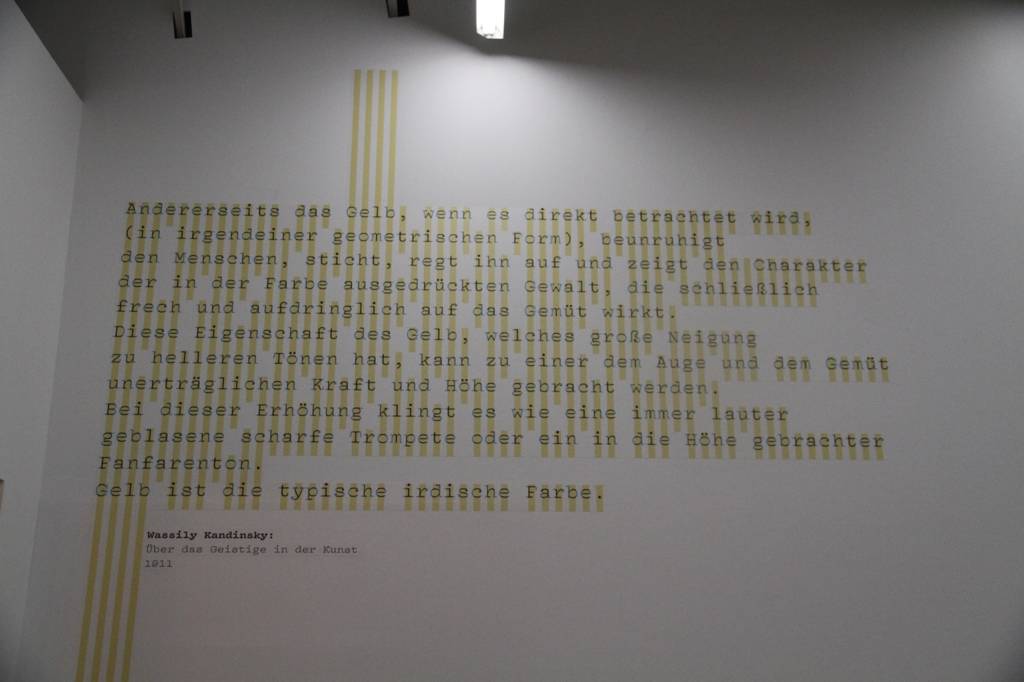 Andererseits das Gelb, wenn es direkt betrachtet wird,
(in irgendeiner geometrischen Form), beunruhigt
den Menschen, sticht, regt ihn auf und zeigt den Charakter
der in der Farbe ausgedrückten Gewalt, die schließlich
frech und aufdringlich auf das Gemüt wirkt.
Diese Eigenschaft des Gelb, welches große Neigung
zu helleren Tönen hat, kann zu einer dem Auge und dem Gemüt
unerträglichen Kraft und Höhe gebracht werden.
Bei dieser Erhöhung klingt es wie eine immer lauter
geblasene scharfe Trompete oder ein in die Höhe gebrachter
Fanfarenton.
Gelb ist die typische irdische Farbe.
Wassily Kandinsky:
Über das Geistige in der Kunst
1911